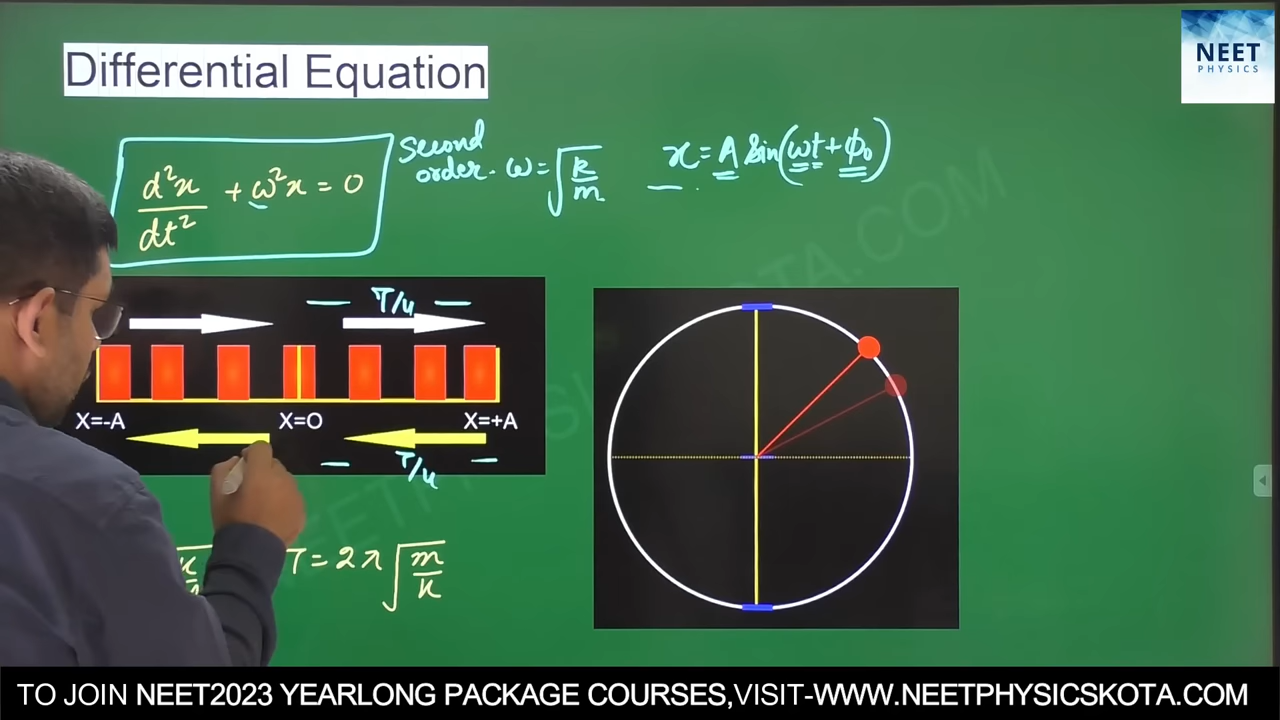 NEET
PHYSICS
Differential Equation
d²x/dt² + ω²x = 0
Second
order. ω = √(k/m)
x = A sin(ωt + φ₀)
T/4
X=-A X=O X=+A
T/4
T = 2π √(m/k)
TO JOIN NEET2023 YEARLONG PACKAGE COURSES,VISIT-WWW.NEETPHYSICSKOTA.COM